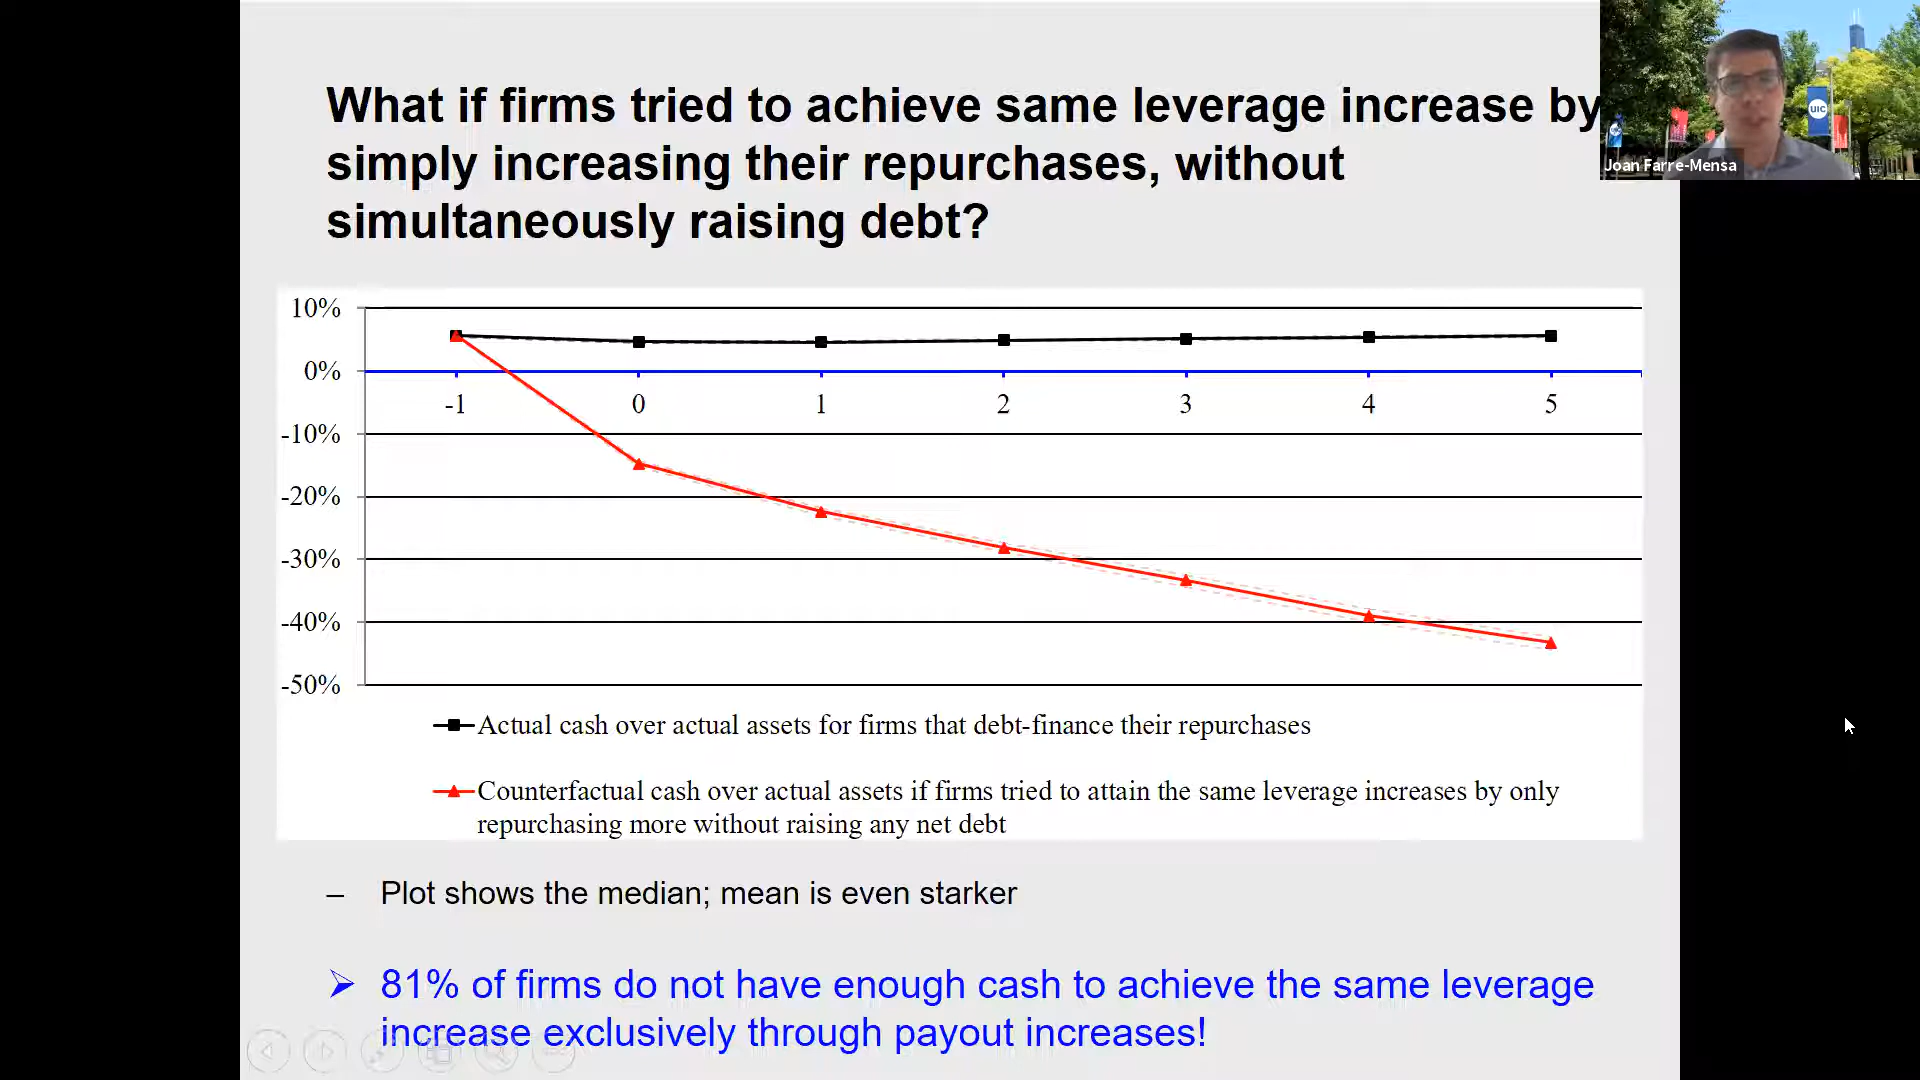 What if firms tried to achieve same leverage increase by
simply increasing their repurchases, without
simultaneously raising debt?
UIC
Joan Farre-Mensa
10%
0%
-1 0 1 2 3 4 5
-10%
-20%
-30%
-40%
-50%
Actual cash over actual assets for firms that debt-finance their repurchases
Counterfactual cash over actual assets if firms tried to attain the same leverage increases by only
repurchasing more without raising any net debt
– Plot shows the median; mean is even starker
➢ 81% of firms do not have enough cash to achieve the same leverage
increase exclusively through payout increases!